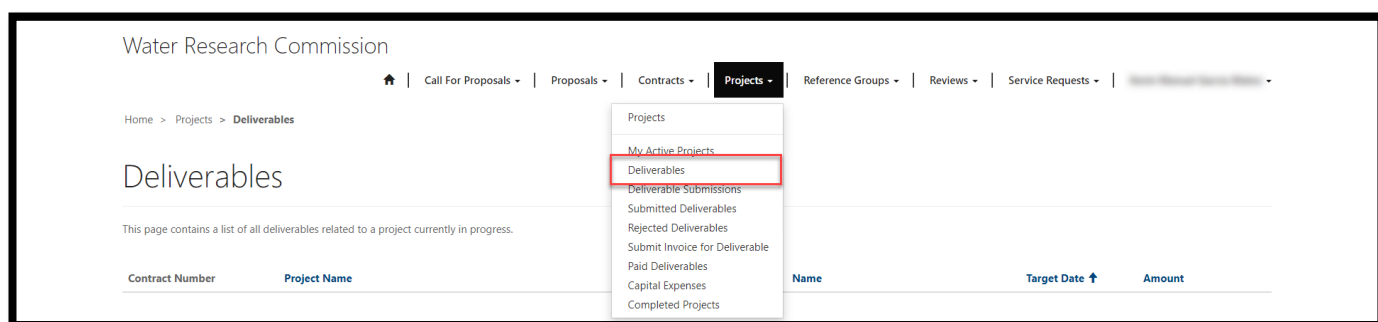 Water Research Commission
Call For Proposals | Proposals | Contracts | Projects | Reference Groups | Reviews | Service Requests |
Home > Projects > Deliverables
Projects
My Active Projects
Deliverables
Deliverable Submissions
Submitted Deliverables
Rejected Deliverables
Submit Invoice for Deliverable
Paid Deliverables
Capital Expenses
Completed Projects
Deliverables
This page contains a list of all deliverables related to a project currently in progress.
Contract Number Project Name Name Target Date ↑ Amount